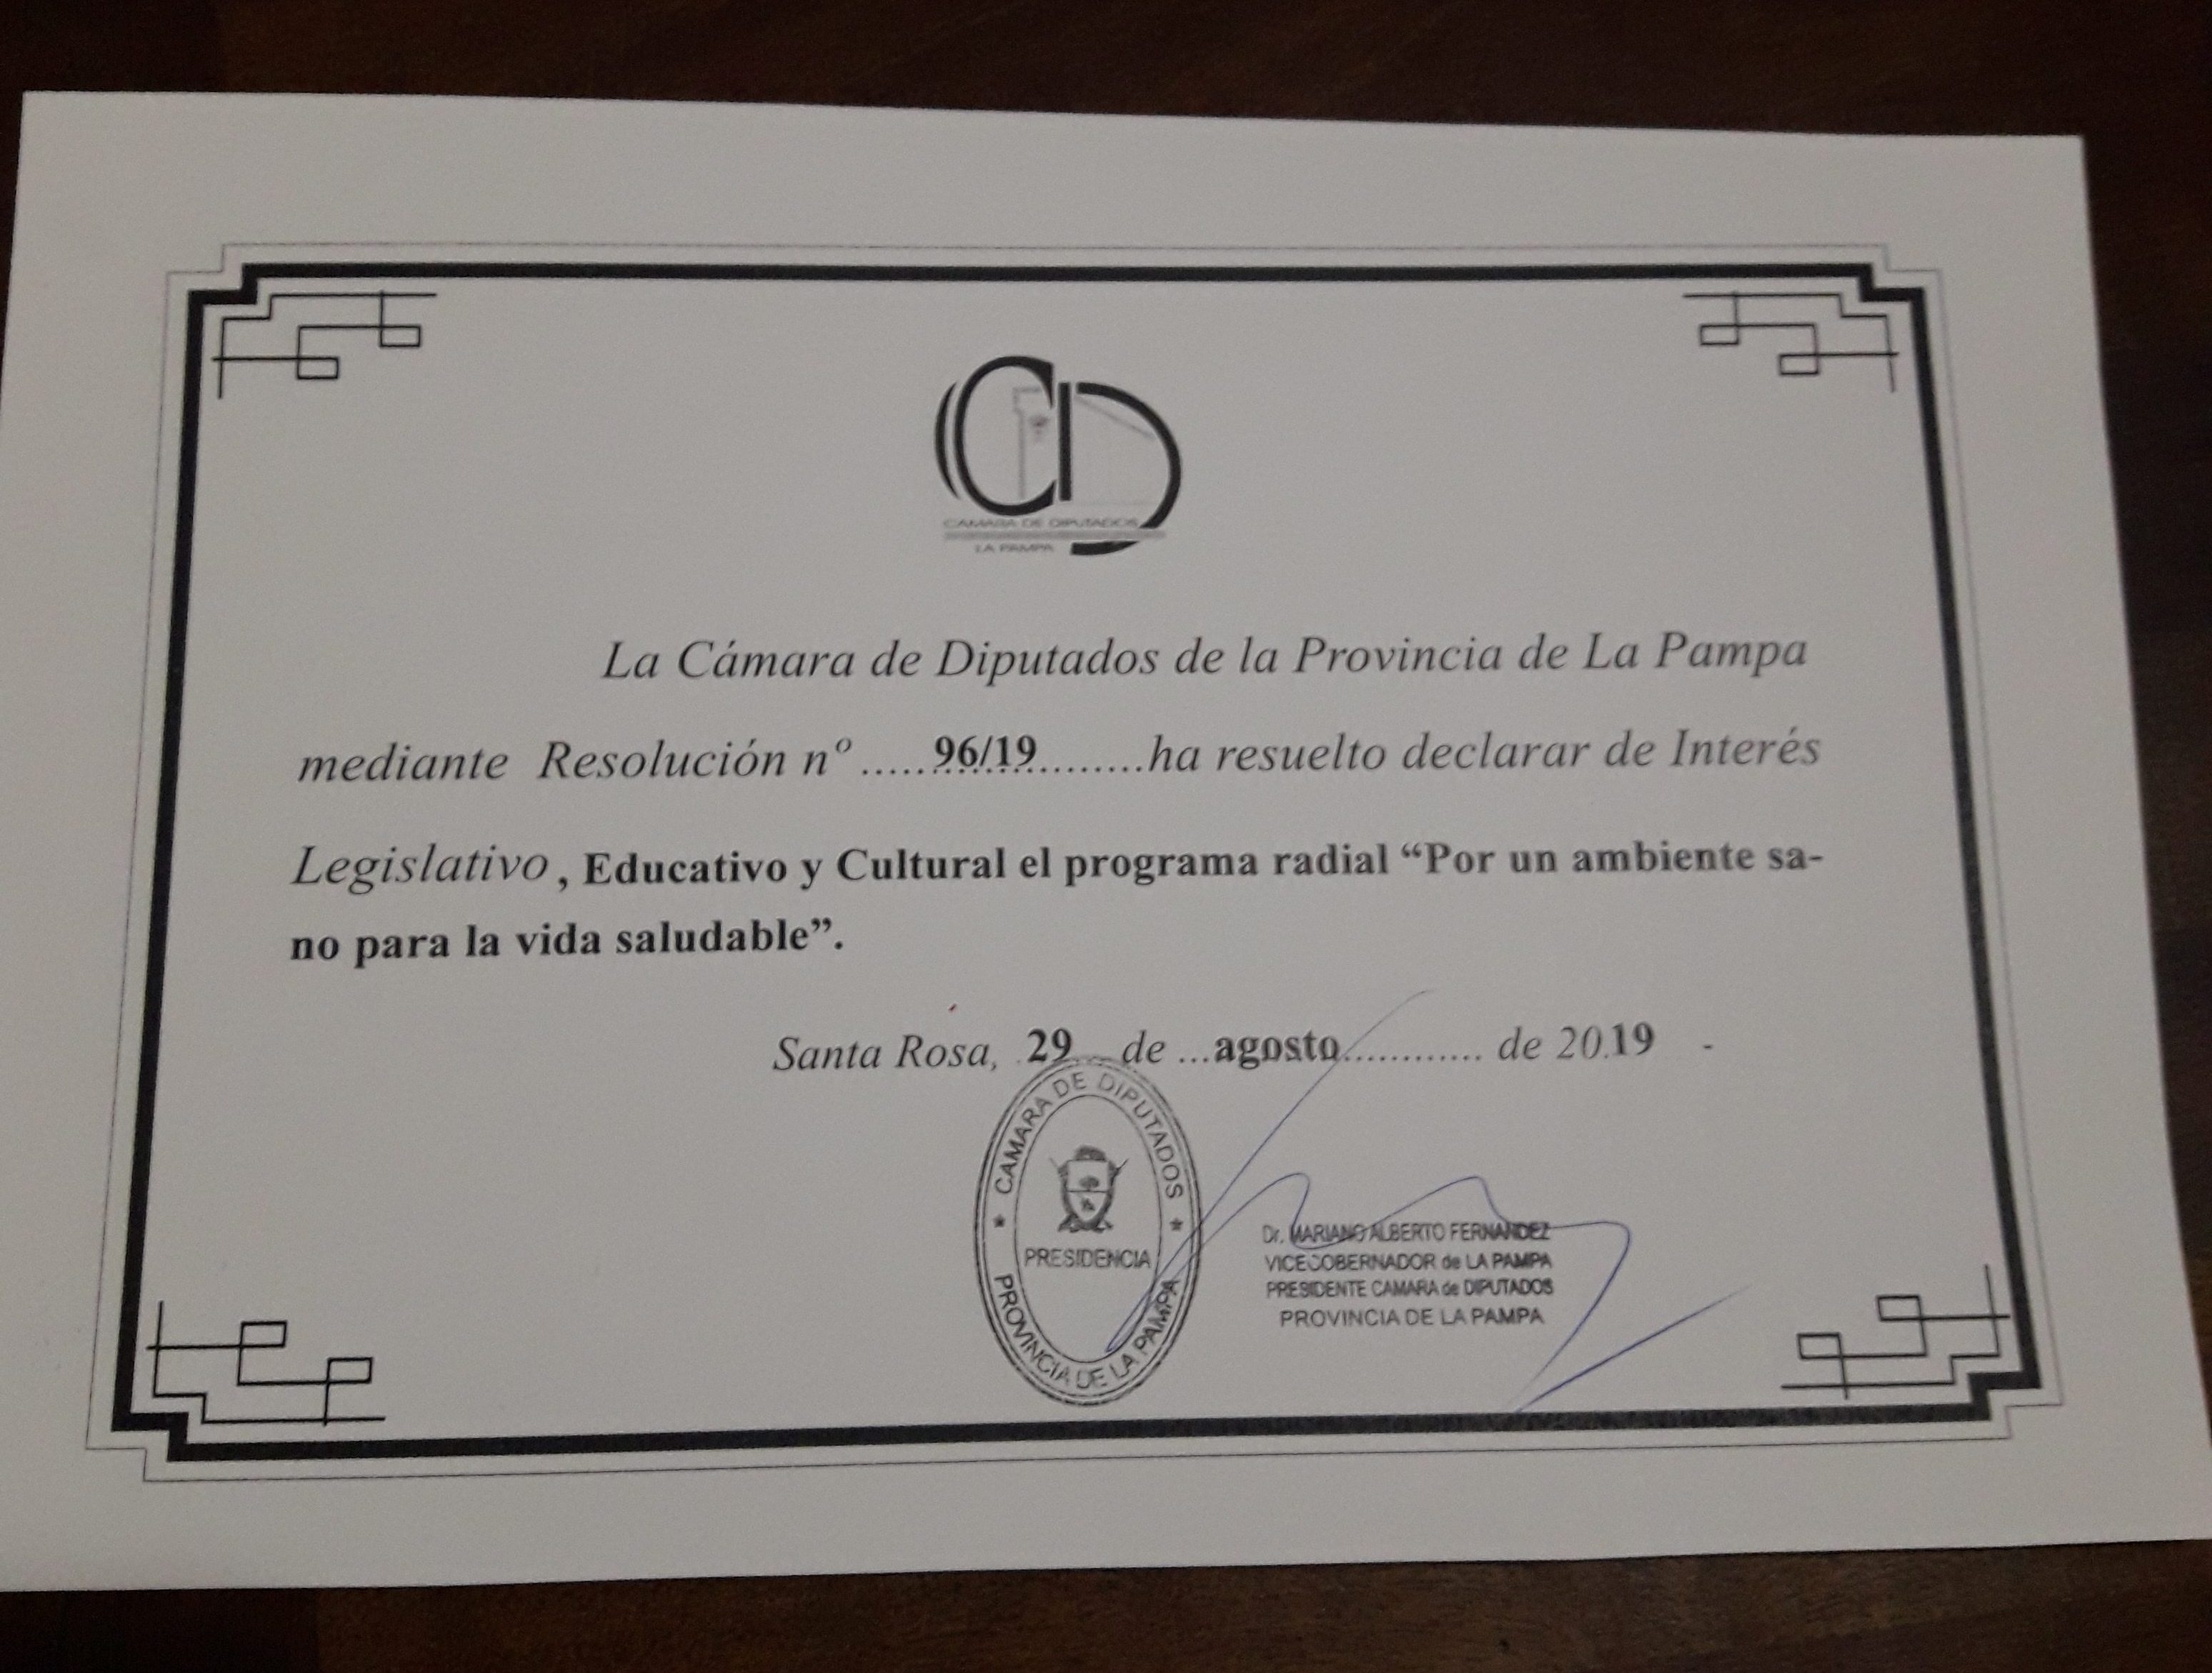 CAMARA DE DIPUTADOS
LA PAMPA
La Cámara de Diputados de la Provincia de La Pampa
mediante Resolución nº .....96/19.........ha resuelto declarar de Interés
Legislativo, Educativo y Cultural el programa radial “Por un ambiente sa-
no para la vida saludable”.
Santa Rosa, 29 de ...agosto............ de 2019 -
CAMARA DE DIPUTADOS
PRESIDENCIA
PROVINCIA DE LA PAMPA
Dr. MARIANO ALBERTO FERNANDEZ
VICEGOBERNADOR de LA PAMPA
PRESIDENTE CAMARA de DIPUTADOS
PROVINCIA DE LA PAMPA